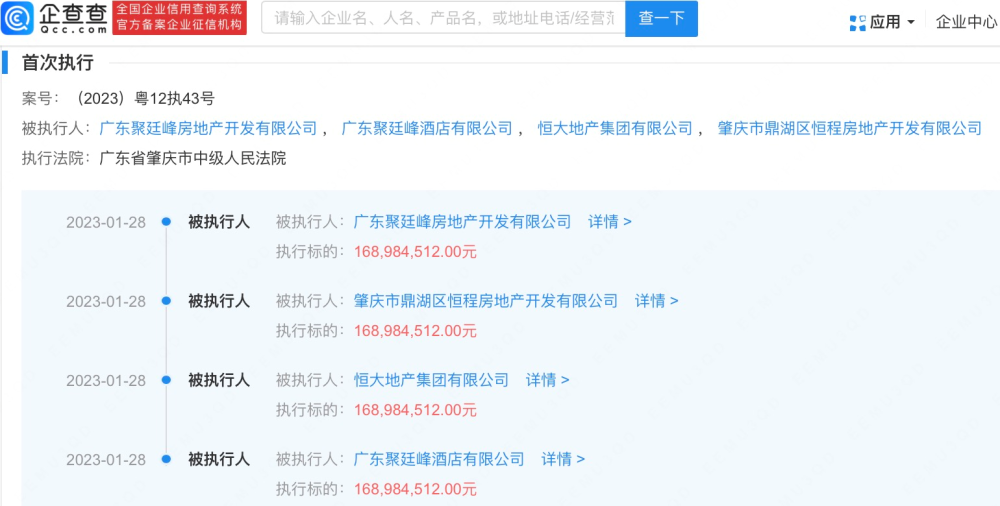 企查查
Qcc.com
全国企业信用查询系统
官方备案企业征信机构
请输入企业名、人名、产品名，或地址电话/经营范
查一下
应用
企业中心
首次执行
案号：（2023）粤12执43号
被执行人：广东聚廷峰房地产开发有限公司，广东聚廷峰酒店有限公司，恒大地产集团有限公司，肇庆市鼎湖区恒程房地产开发有限公司
执行法院：广东省肇庆市中级人民法院
2023-01-28 被执行人 被执行人：广东聚廷峰房地产开发有限公司 详情 >
执行标的：168,984,512.00元
2023-01-28 被执行人 被执行人：肇庆市鼎湖区恒程房地产开发有限公司 详情 >
执行标的：168,984,512.00元
2023-01-28 被执行人 被执行人：恒大地产集团有限公司 详情 >
执行标的：168,984,512.00元
2023-01-28 被执行人 被执行人：广东聚廷峰酒店有限公司 详情 >
执行标的：168,984,512.00元